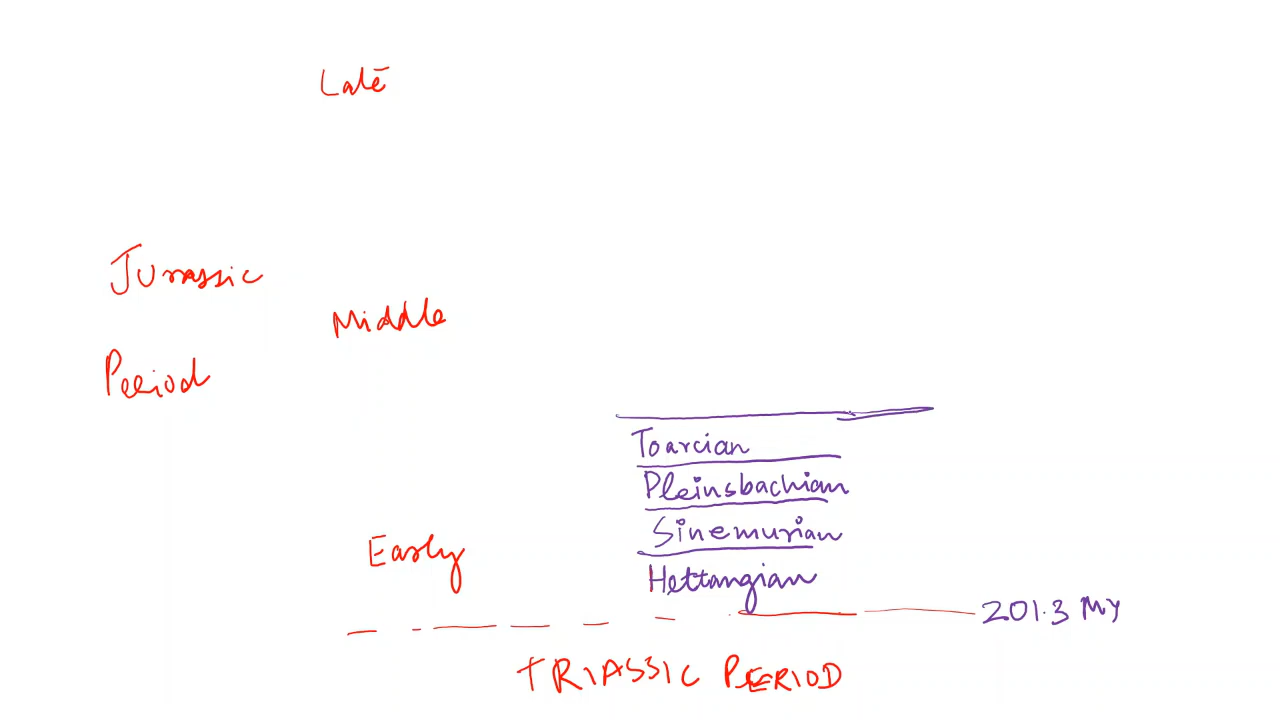 Late
Jurassic
Middle
Period
Toarcian
Pleinsbachian
Sinemurian
Early
Hettangian
201.3 My
TRIASSIC PERIOD